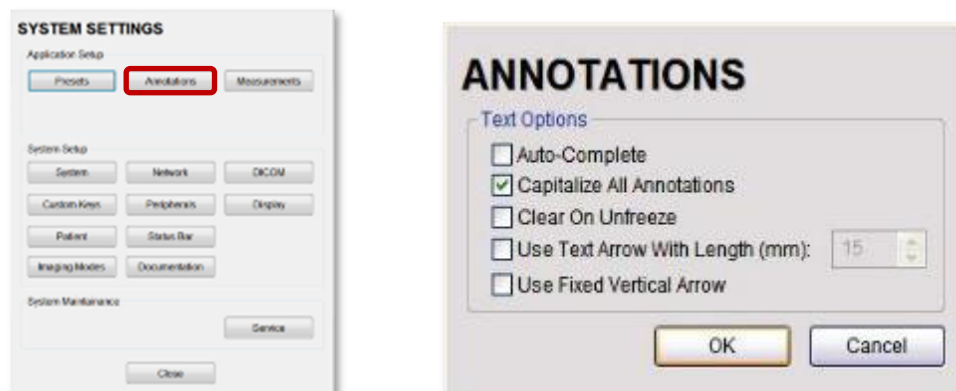 SYSTEM SETTINGS
Application Setup
Presets Annotations Measurements
System Setup
System Network DICOM
Custom Keys Peripherals Display
Patient Status Bar
Imaging Modes Documentation
System Maintainance
Service
Close
ANNOTATIONS
Text Options
Auto-Complete
Capitalize All Annotations
Clear On Unfreeze
Use Text Arrow With Length (mm): 15
Use Fixed Vertical Arrow
OK Cancel